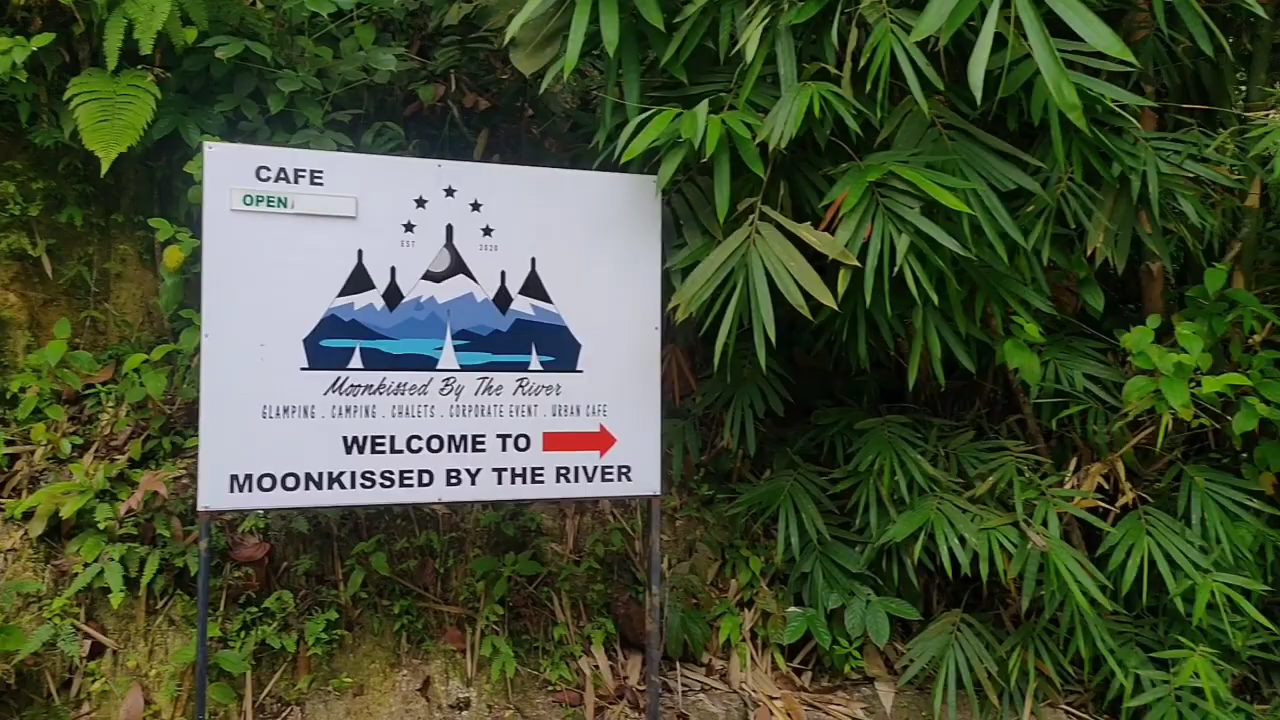 CAFE
OPEN
EST 2020
Moonkissed By The River
GLAMPING . CAMPING . CHALETS . CORPORATE EVENT . URBAN CAFE
WELCOME TO
MOONKISSED BY THE RIVER